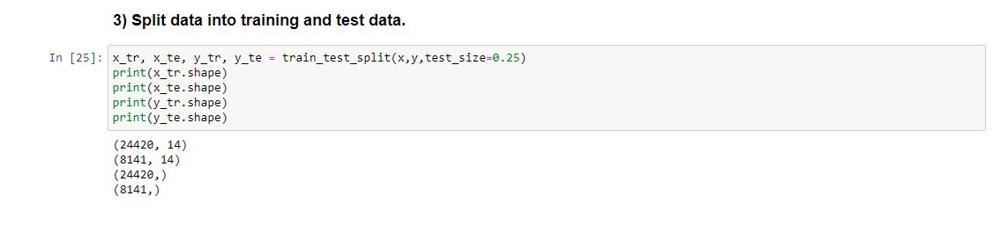 3) Split data into training and test data.
In [25]: x_tr, x_te, y_tr, y_te = train_test_split(x,y,test_size=0.25)
print(x_tr.shape)
print(x_te.shape)
print(y_tr.shape)
print(y_te.shape)
(24420, 14)
(8141, 14)
(24420,)
(8141,)